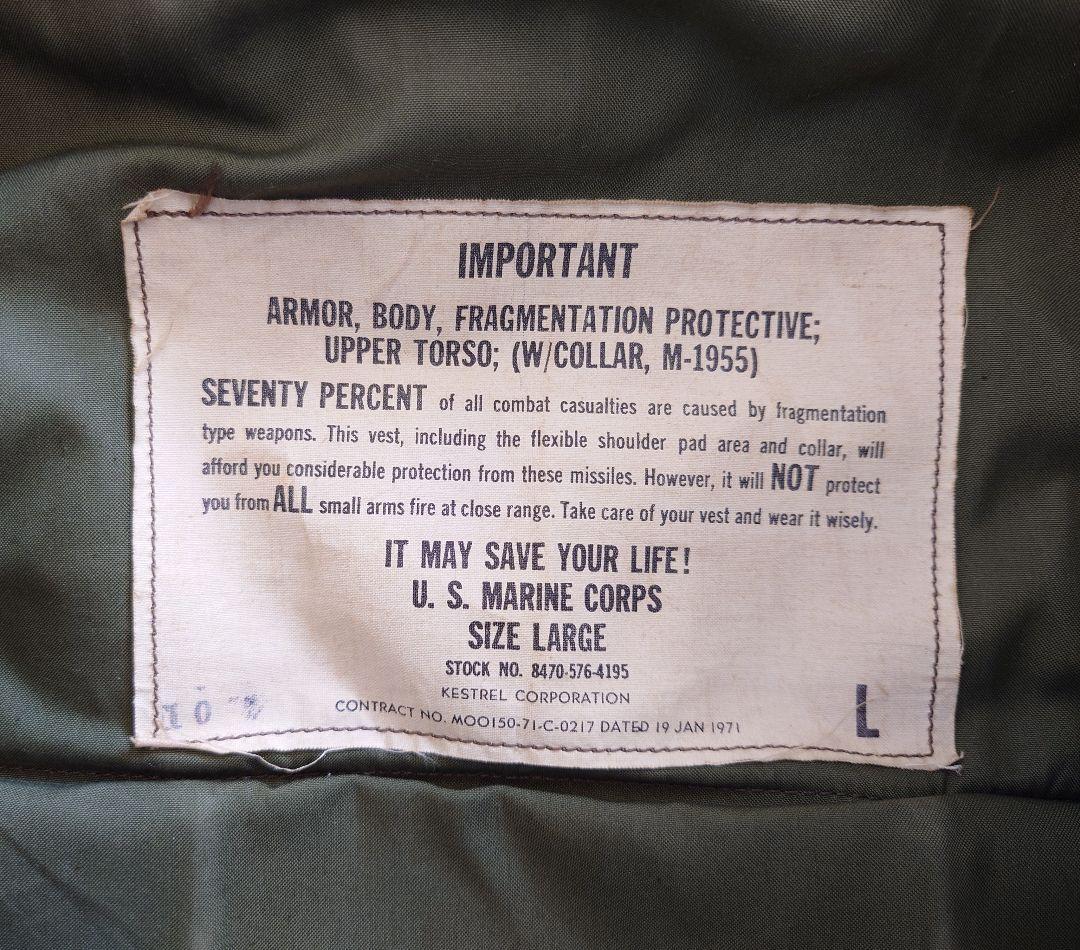 IMPORTANT
ARMOR, BODY, FRAGMENTATION PROTECTIVE;
UPPER TORSO; (W/COLLAR, M-1955)
SEVENTY PERCENT of all combat casualties are caused by fragmentation
type weapons. This vest, including the flexible shoulder pad area and collar, will
afford you considerable protection from these missiles. However, it will NOT protect
you from ALL small arms fire at close range. Take care of your vest and wear it wisely.
IT MAY SAVE YOUR LIFE!
U. S. MARINE CORPS
SIZE LARGE
STOCK NO. 8470-576-4195
KESTREL CORPORATION
CONTRACT NO. MOO150-71-C-0217 DATED 19 JAN 1971
L